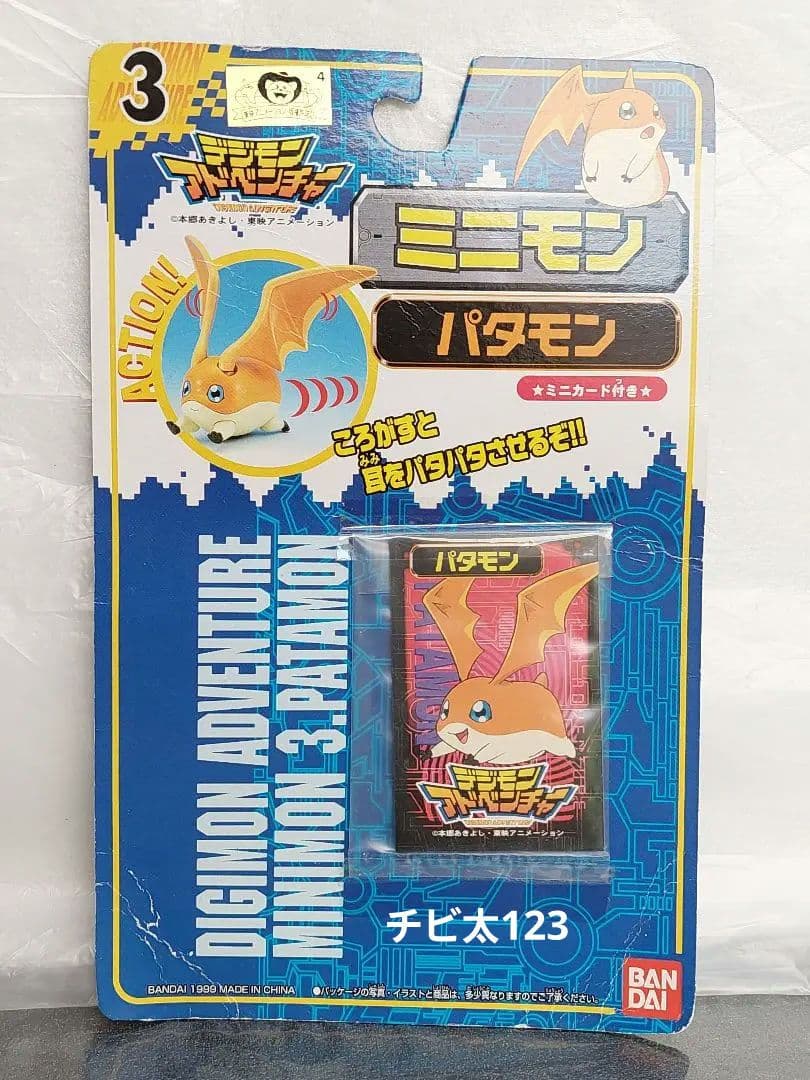 3
4
デジモン
アドベンチャー
DIGIMON ADVENTURE
©本郷あきよし・東映アニメーション
ミニモン
パタモン
★ミニカード付き★
ACTION!
ころがすと
耳をパタパタさせるぞ!!
みみ
DIGIMON ADVENTURE
MINIMON 3.PATAMON
パタモン
PATAMON
デジモン
アドベンチャー
©本郷あきよし・東映アニメーション
チビ太123
BANDAI 1999 MADE IN CHINA
●パッケージの写真・イラストと商品は、多少異なりますのでご了承ください。
BAN
DAI